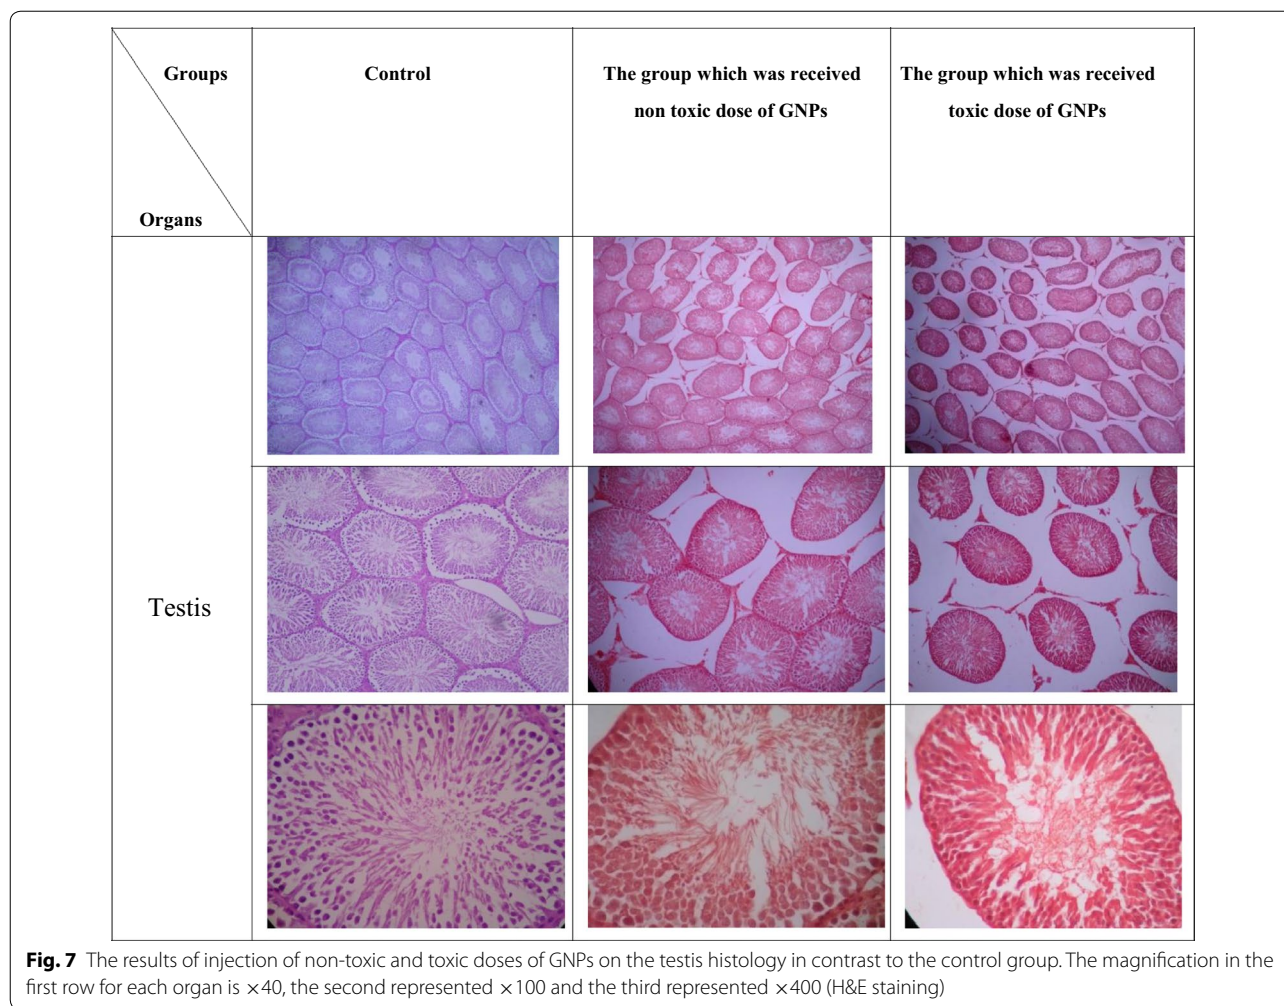 Groups
Control
The group which was received
non toxic dose of GNPs
The group which was received
toxic dose of GNPs
Organs
Testis
Fig. 7 The results of injection of non-toxic and toxic doses of GNPs on the testis histology in contrast to the control group. The magnification in the
first row for each organ is ×40, the second represented ×100 and the third represented ×400 (H&E staining)